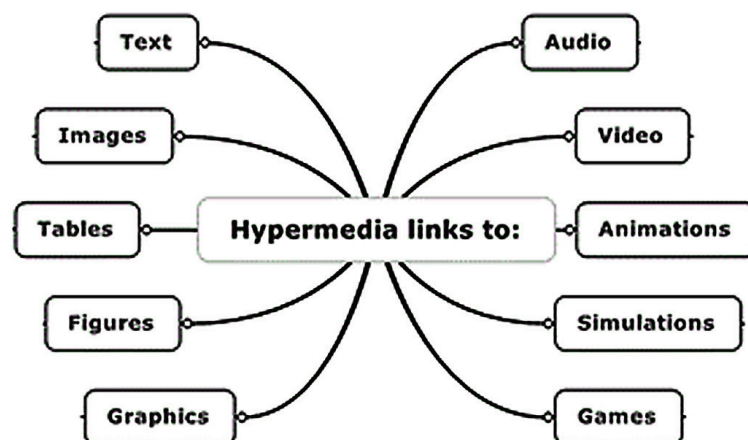 Text
Audio
Images
Video
Tables
Hypermedia links to:
Animations
Figures
Simulations
Graphics
Games